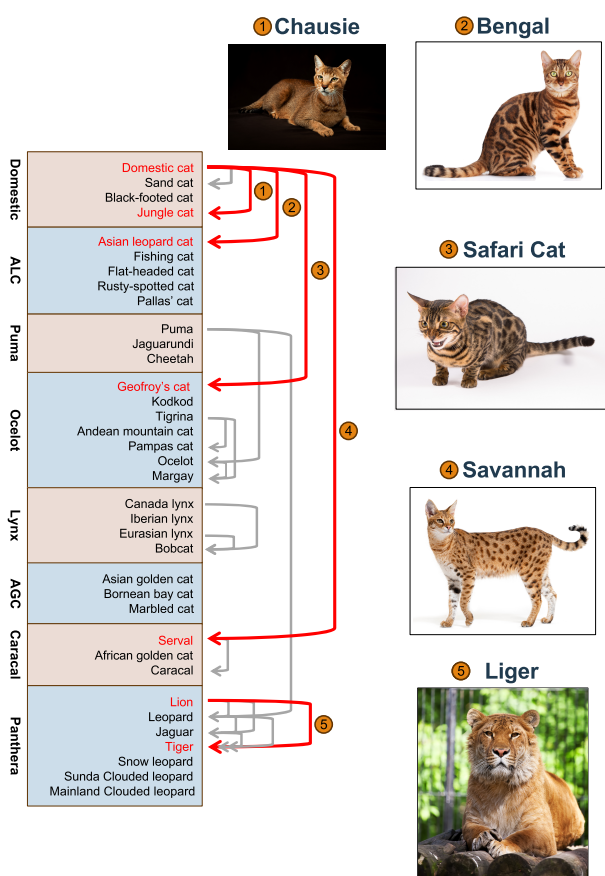 1 Chausie
2 Bengal
Domestic
Domestic cat
Sand cat
Black-footed cat
Jungle cat
1
2
ALC
Asian leopard cat
Fishing cat
Flat-headed cat
Rusty-spotted cat
Pallas' cat
3
3 Safari Cat
Puma
Puma
Jaguarundi
Cheetah
Ocelot
Geofroy's cat
Kodkod
Tigrina
Andean mountain cat
Pampas cat
Ocelot
Margay
4
4 Savannah
Lynx
Canada lynx
Iberian lynx
Eurasian lynx
Bobcat
AGC
Asian golden cat
Bornean bay cat
Marbled cat
Caracal
Serval
African golden cat
Caracal
5 Liger
Panthera
Lion
Leopard
Jaguar
Tiger
Snow leopard
Sunda Clouded leopard
Mainland Clouded leopard
5